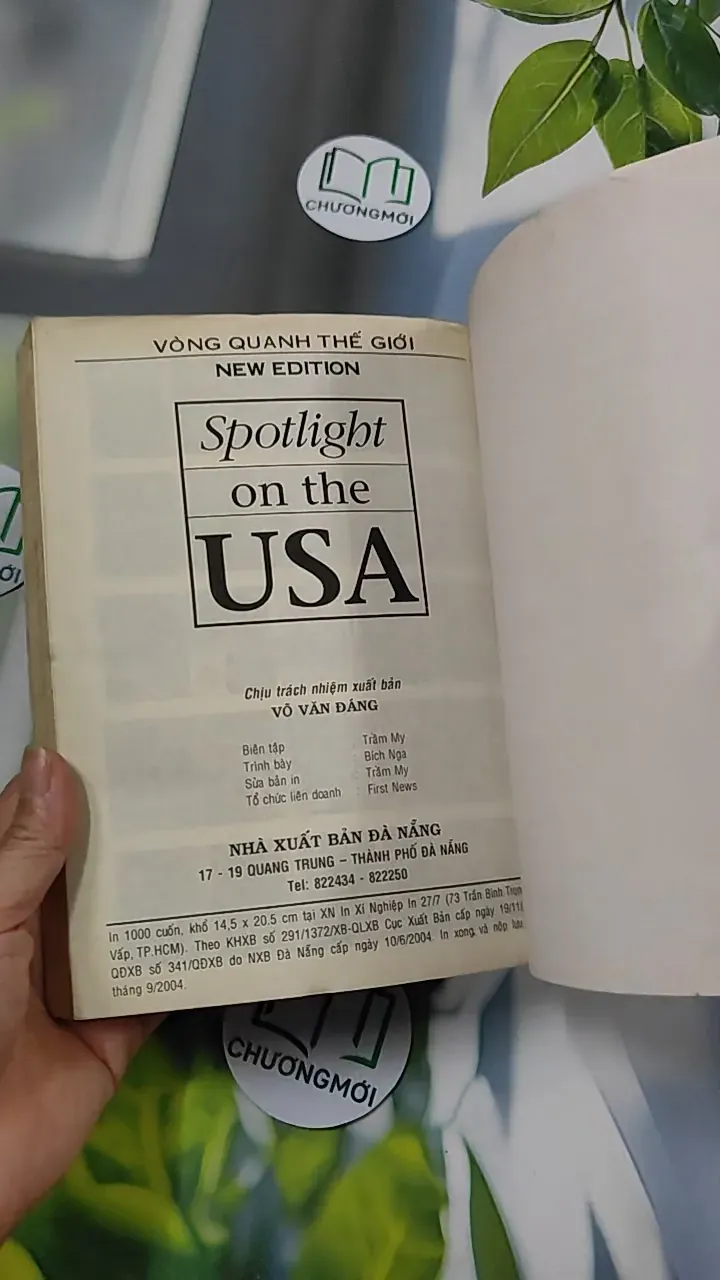 CHƯƠNGMỚI
VÒNG QUANH THẾ GIỚI
NEW EDITION
Spotlight
on the
USA
Chịu trách nhiệm xuất bản
VÕ VĂN ĐÁNG
Biên tập : Trầm My
Trình bày : Bích Nga
Sửa bản in : Trầm My
Tổ chức liên doanh : First News
NHÀ XUẤT BẢN ĐÀ NẴNG
17 - 19 QUANG TRUNG – THÀNH PHỐ ĐÀ NẴNG
Tel: 822434 - 822250
In 1000 cuốn, khổ 14,5 x 20.5 cm tại XN In Xí Nghiệp In 27/7 (73 Trần Bình Trọng
Vấp, TP.HCM). Theo KHXB số 291/1372/XB-QLXB Cục Xuất Bản cấp ngày 19/11/
QĐXB số 341/QĐXB do NXB Đà Nẵng cấp ngày 10/6/2004. In xong và nộp lưu
tháng 9/2004.
CHƯƠNGMỚI